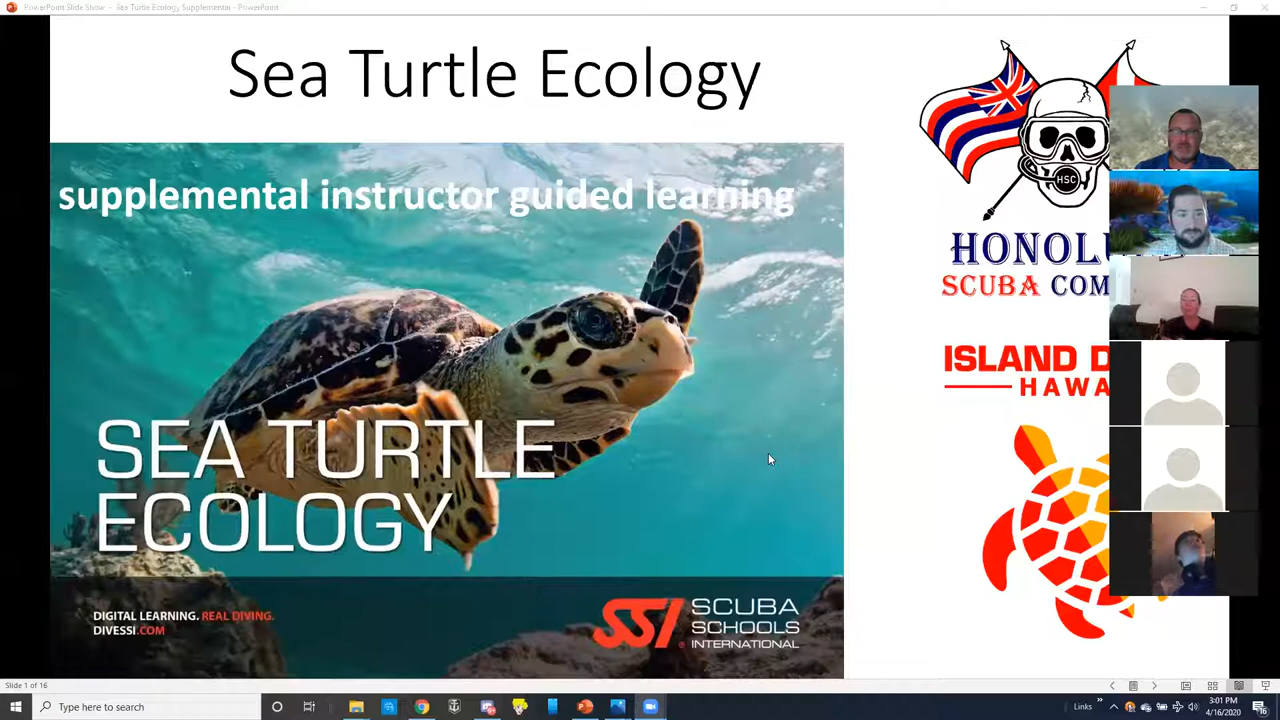 PowerPoint Slide Show - Sea Turtle Ecology Supplemental - PowerPoint
Sea Turtle Ecology
supplemental instructor guided learning
SEA TURTLE
ECOLOGY
DIGITAL LEARNING. REAL DIVING.
DIVESSI.COM
SSI
SCUBA
SCHOOLS
INTERNATIONAL
HSC
HONOLU
SCUBA COM
ISLAND D
HAWA
Slide 1 of 16
Type here to search
Links
3:01 PM
4/16/2020
16